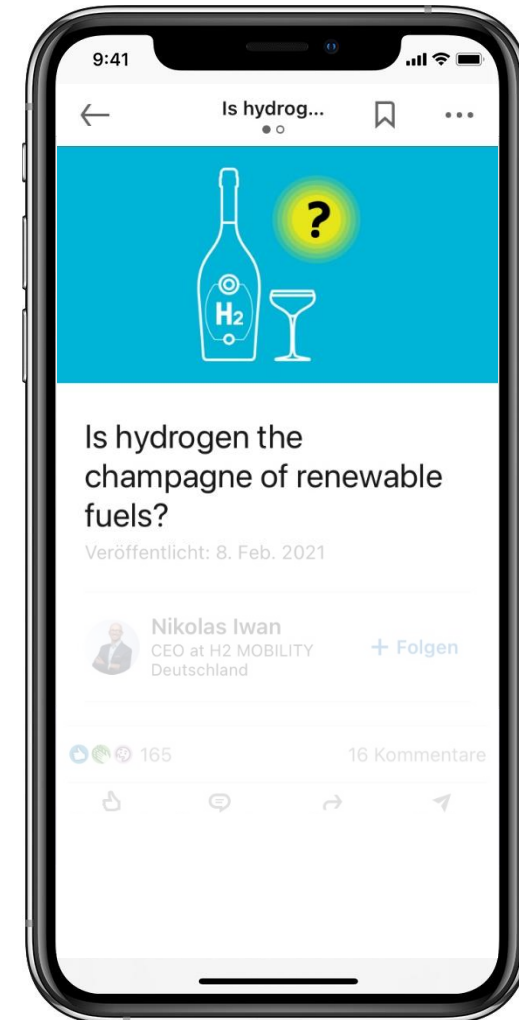 9:41
Is hydrog...
?
H2
Is hydrogen the
champagne of renewable
fuels?
Veröffentlicht: 8. Feb. 2021
Nikolas Iwan
CEO at H2 MOBILITY
Deutschland
+ Folgen
165
16 Kommentare